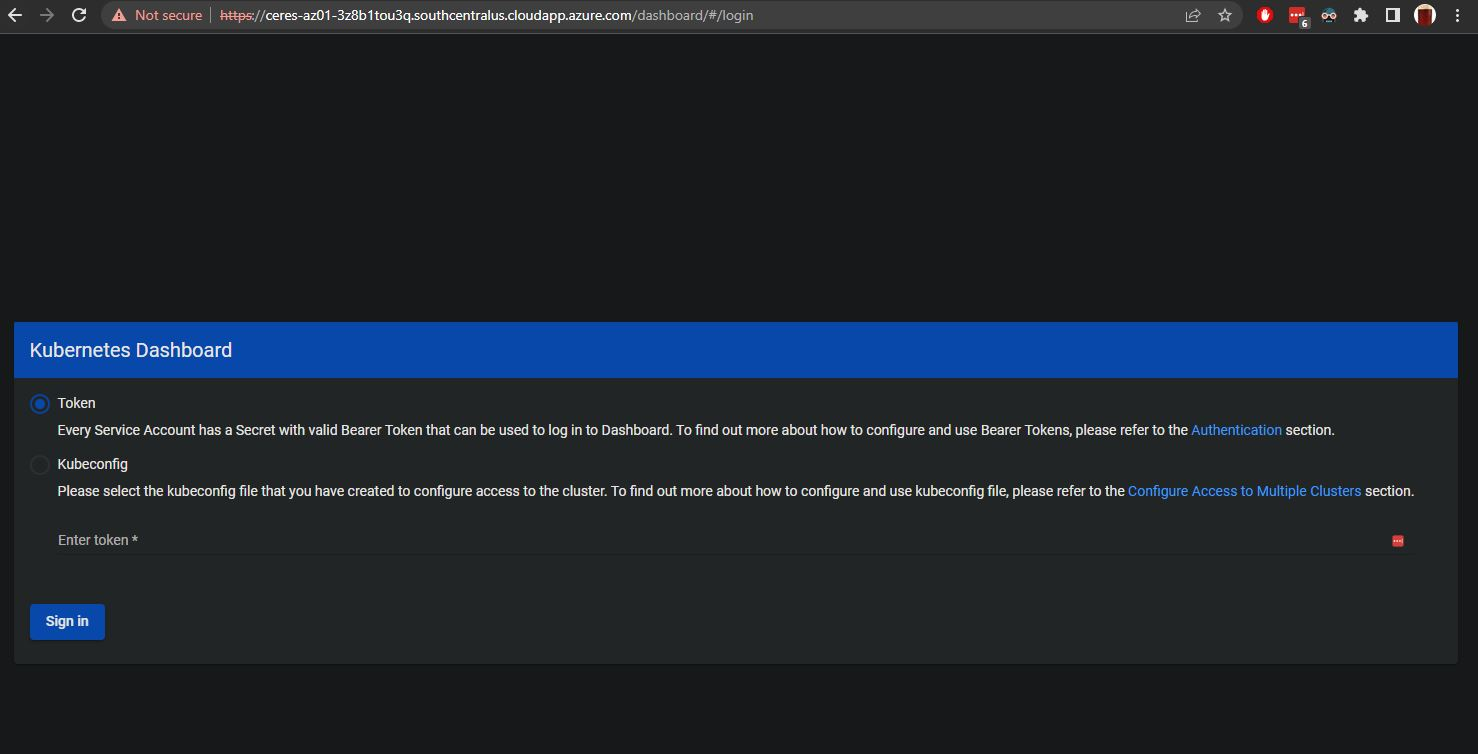 Not secure https://ceres-az01-3z8b1tou3q.southcentralus.cloudapp.azure.com/dashboard/#/login
6
Kubernetes Dashboard
Token
Every Service Account has a Secret with valid Bearer Token that can be used to log in to Dashboard. To find out more about how to configure and use Bearer Tokens, please refer to the Authentication section.
Kubeconfig
Please select the kubeconfig file that you have created to configure access to the cluster. To find out more about how to configure and use kubeconfig file, please refer to the Configure Access to Multiple Clusters section.
Enter token *
Sign in